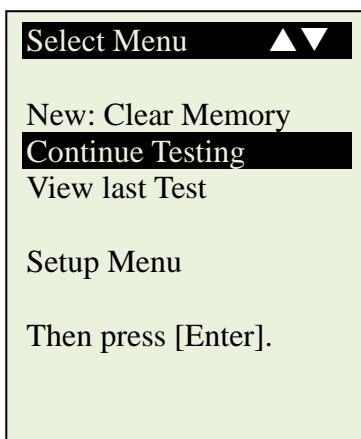 Select Menu ▲▼
New: Clear Memory
Continue Testing
View last Test
Setup Menu
Then press [Enter].